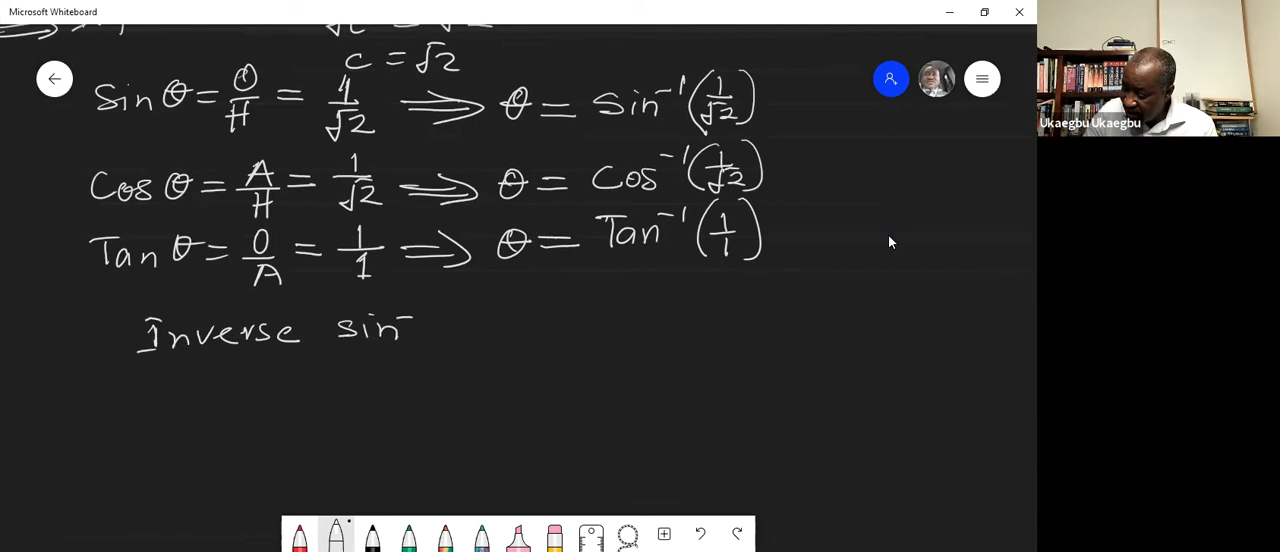 Microsoft Whiteboard
c = √2
Sin θ = O/H = 1/√2 ⟹ θ = sin⁻¹(1/√2)
Cos θ = A/H = 1/√2 ⟹ θ = Cos⁻¹(1/√2)
Tan θ = O/A = 1/1 ⟹ θ = Tan⁻¹(1/1)
Inverse sin⁻
Ukaegbu Ukaegbu